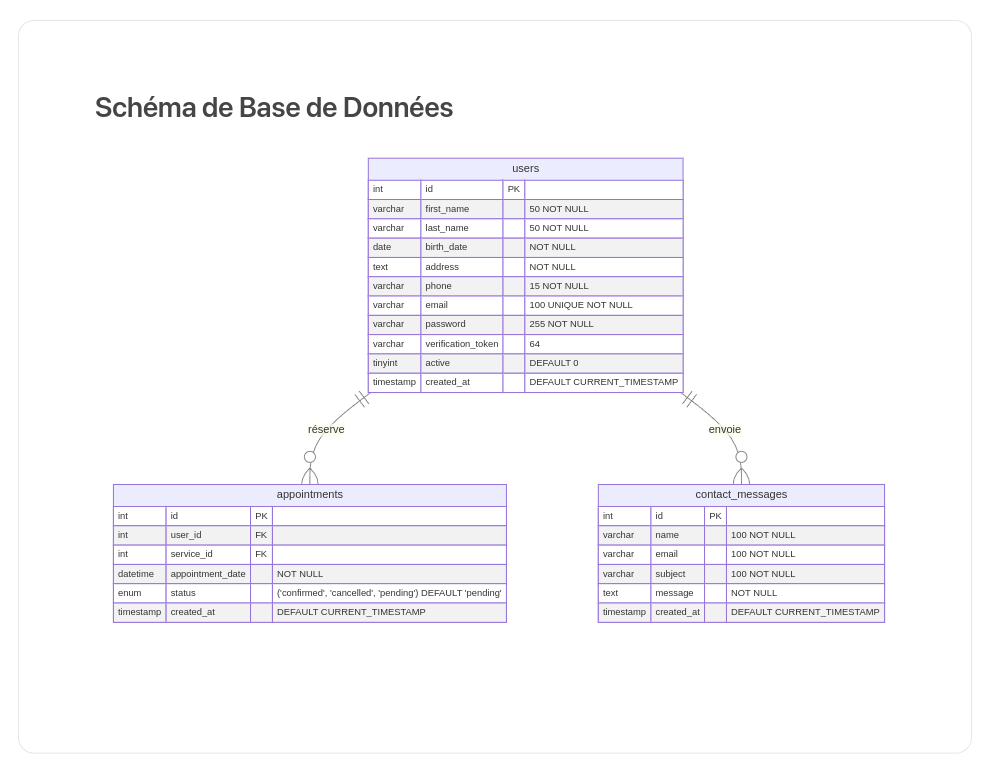 Schéma de Base de Données
users
int id PK
varchar first_name 50 NOT NULL
varchar last_name 50 NOT NULL
date birth_date NOT NULL
text address NOT NULL
varchar phone 15 NOT NULL
varchar email 100 UNIQUE NOT NULL
varchar password 255 NOT NULL
varchar verification_token 64
tinyint active DEFAULT 0
timestamp created_at DEFAULT CURRENT_TIMESTAMP
réserve
envoie
appointments
int id PK
int user_id FK
int service_id FK
datetime appointment_date NOT NULL
enum status ('confirmed', 'cancelled', 'pending') DEFAULT 'pending'
timestamp created_at DEFAULT CURRENT_TIMESTAMP
contact_messages
int id PK
varchar name 100 NOT NULL
varchar email 100 NOT NULL
varchar subject 100 NOT NULL
text message NOT NULL
timestamp created_at DEFAULT CURRENT_TIMESTAMP